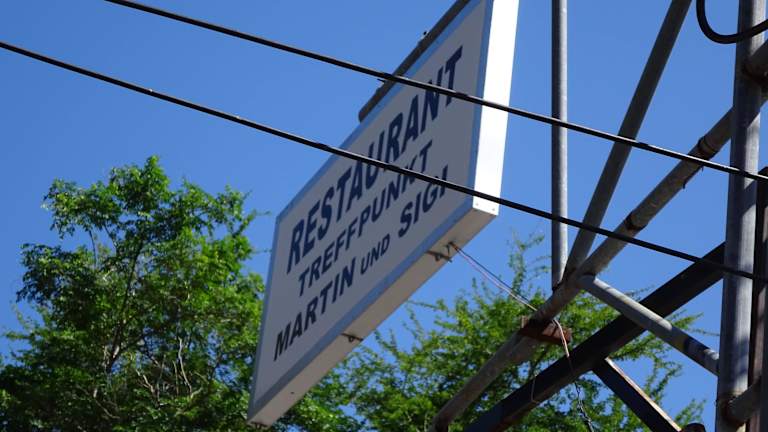 RESTAURANT
TREFFPUNKT
MARTIN UND SIGI